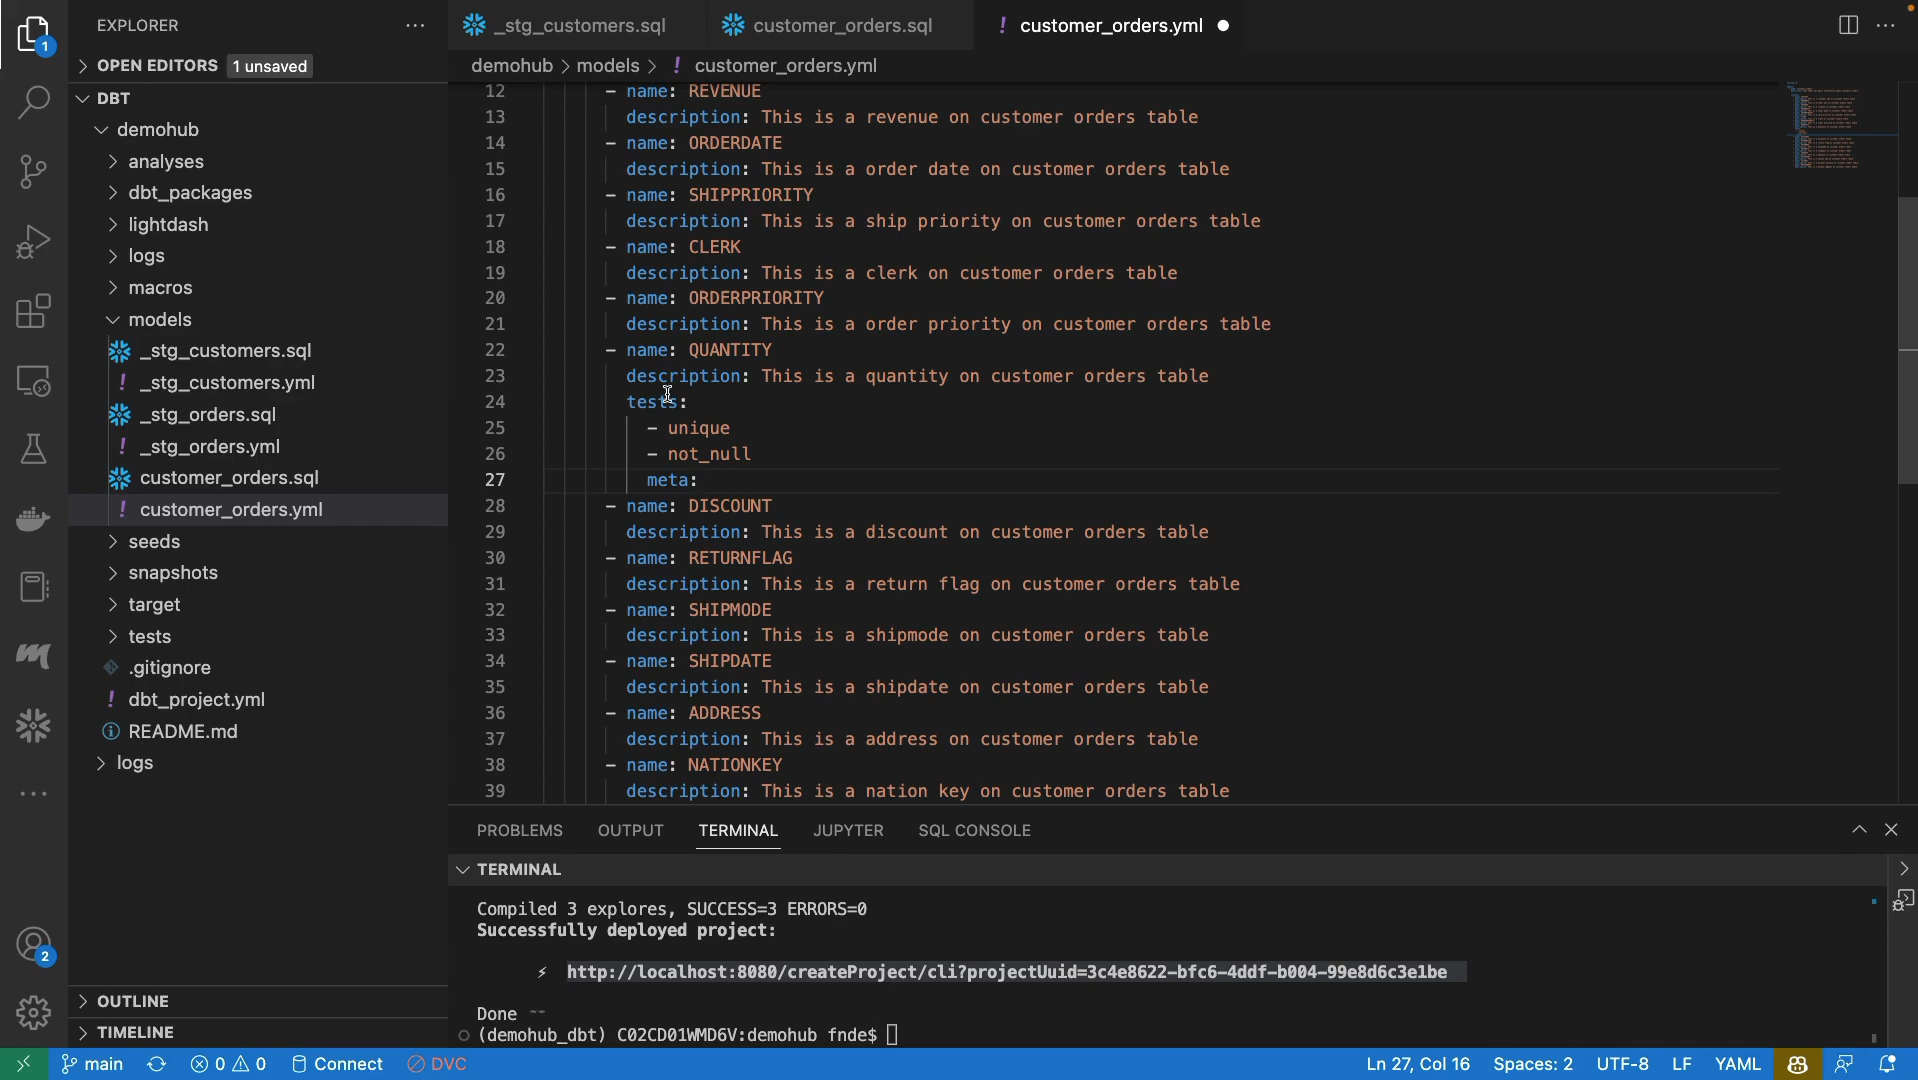 EXPLORER
_stg_customers.sql
customer_orders.sql
! customer_orders.yml
OPEN EDITORS 1 unsaved
demohub > models > ! customer_orders.yml
DBT
demohub
analyses
dbt_packages
lightdash
logs
macros
models
_stg_customers.sql
! _stg_customers.yml
_stg_orders.sql
! _stg_orders.yml
customer_orders.sql
! customer_orders.yml
seeds
snapshots
target
tests
.gitignore
! dbt_project.yml
README.md
logs
OUTLINE
TIMELINE
1
2
12 - name: REVENUE
13 description: This is a revenue on customer orders table
14 - name: ORDERDATE
15 description: This is a order date on customer orders table
16 - name: SHIPPRIORITY
17 description: This is a ship priority on customer orders table
18 - name: CLERK
19 description: This is a clerk on customer orders table
20 - name: ORDERPRIORITY
21 description: This is a order priority on customer orders table
22 - name: QUANTITY
23 description: This is a quantity on customer orders table
24 tests:
25 - unique
26 - not_null
27 meta:
28 - name: DISCOUNT
29 description: This is a discount on customer orders table
30 - name: RETURNFLAG
31 description: This is a return flag on customer orders table
32 - name: SHIPMODE
33 description: This is a shipmode on customer orders table
34 - name: SHIPDATE
35 description: This is a shipdate on customer orders table
36 - name: ADDRESS
37 description: This is a address on customer orders table
38 - name: NATIONKEY
39 description: This is a nation key on customer orders table
PROBLEMS OUTPUT TERMINAL JUPYTER SQL CONSOLE
TERMINAL
Compiled 3 explores, SUCCESS=3 ERRORS=0
Successfully deployed project:
⚡ http://localhost:8080/createProject/cli?projectUuid=3c4e8622-bfc6-4ddf-b004-99e8d6c3e1be
Done
(demohub_dbt) C02CD01WMD6V:demohub fnde$
main 0 0 Connect DVC Ln 27, Col 16 Spaces: 2 UTF-8 LF YAML